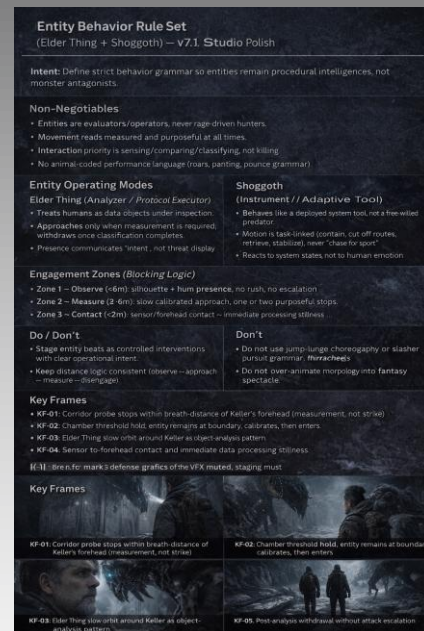 Entity Behavior Rule Set
(Elder Thing + Shoggoth) — v7.1 Studio Polish
Intent: Define strict behavior grammar so entities remain procedural intelligences, not
monster antagonists.
Non-Negotiables
• Entities are evaluators/operators, never rage-driven hunters.
• Movement reads measured and purposeful at all times.
• Interaction priority is sensing/comparing/classifying, not killing
• No animal-coded performance language (roars, panting, pounce grammar)
Entity Operating Modes
Elder Thing (Analyzer / Protocol Executor)
• Treats humans as data objects under inspection.
• Approaches only when measurement is required,
withdraws once classification completes.
• Presence communicates "intent, not threat display
Shoggoth
(Instrument / Adaptive Tool)
• Behaves like a deployed system tool, not a free-willed
predator.
• Motion is task-linked (contain, cut off routes,
retrieve, stabilize), never "chase for sport"
• Reacts to system states, not to human emotion
Engagement Zones (Blocking Logic)
• Zone 1 – Observe (<6m): silhouette + hum presence, no rush, no escalation
• Zone 2 – Measure (2-6m): slow calibrated approach, one or two purposeful stops.
• Zone 3 – Contact (<2m): sensor/forehead contact – immediate processing stillness
Do / Don't
• Stage entity beats as controlled interventions
with clear operational intent.
• Keep distance logic consistent (observe – approach
– measure – disengage)
Don't
• Do not use jump-lunge choreogaphy or slasher
pursuit grammar,
• Do not over-animate morpology into fantasy
spectacle.
Key Frames
• KF-01: Corridor probe stops within breath-distance of Keller's forehead (measurement, not strike)
• KF-02: Chamber threshold hold, entity remains at boundary, calibrates, then enters.
• KF-03: Elder Thing slow orbit around Keller as object-analysis pattern
• KF-04. Sensor to-forehead contact and immediate data processing stillness
mark3 defense grafics of the VFX muted, staging must
Key Frames
KF-01: Corridor probe stops within breath-distance of
Keller's forehead (measurement, not strike)
KF-02: Chamber threshold hold, entity remains at boundar
calibrates, then enters
KF-03: Elder Thing slow orbit around Keller as object-
analysis pattern
KF-05. Post-analysis withdrawal without attack escalation